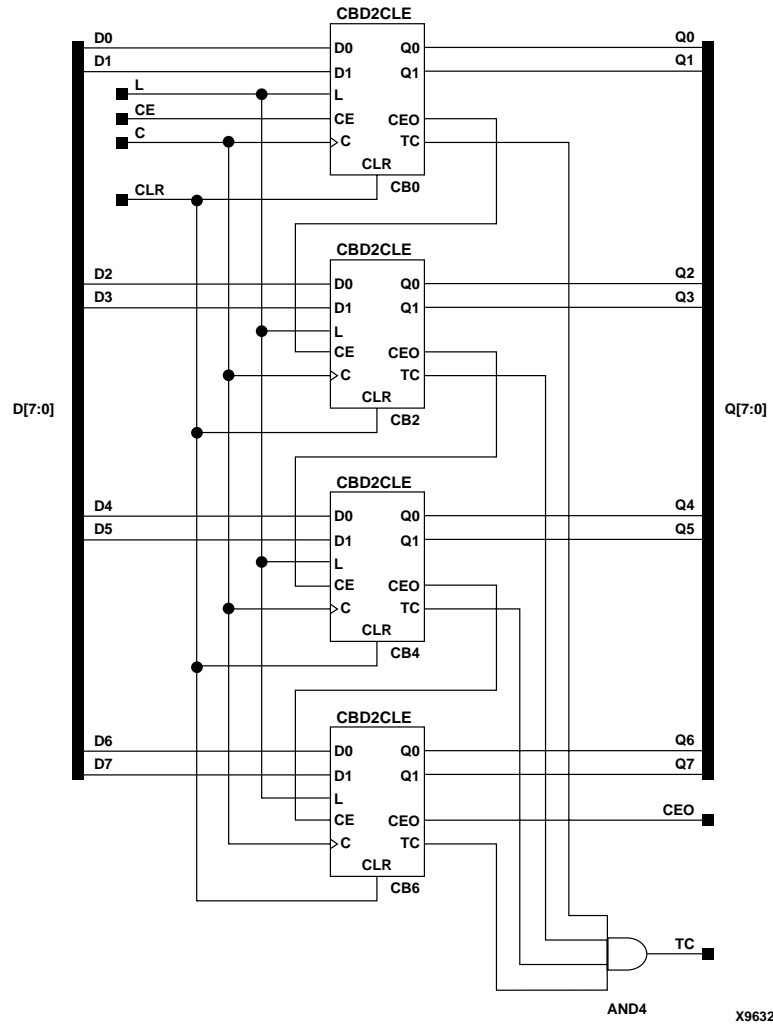 CBD2CLE
D0 D0 Q0 Q0
D1 D1 Q1 Q1
L L
CE CE CEO
C C TC
CLR
CLR CB0
CBD2CLE
D2 D0 Q0 Q2
D3 D1 Q1 Q3
L
CE CEO
C TC
CLR
CB2
D[7:0] Q[7:0]
CBD2CLE
D4 D0 Q0 Q4
D5 D1 Q1 Q5
L
CE CEO
C TC
CLR
CB4
CBD2CLE
D6 D0 Q0 Q6
D7 D1 Q1 Q7
L
CE CEO CEO
C TC
CLR
CB6
TC
AND4
X9632